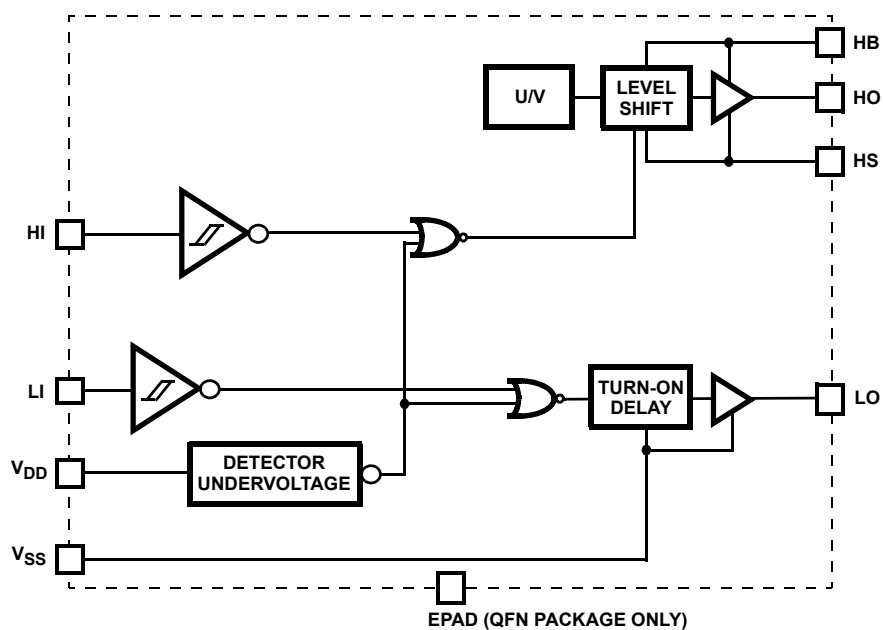 HB
U/V
LEVEL
SHIFT
HO
HS
HI
LI
TURN-ON
DELAY
LO
VDD
DETECTOR
UNDERVOLTAGE
VSS
EPAD (QFN PACKAGE ONLY)